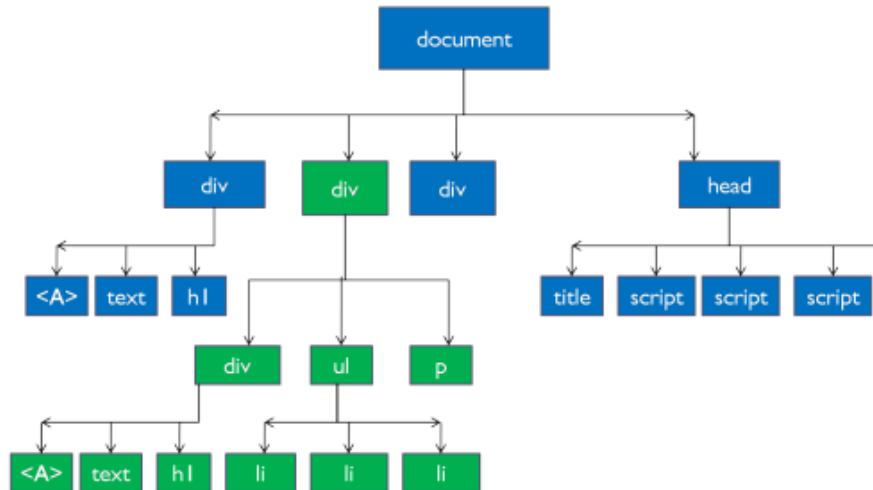 document
div
div
div
head
<A>
text
h1
title
script
script
script
div
ul
p
<A>
text
h1
li
li
li